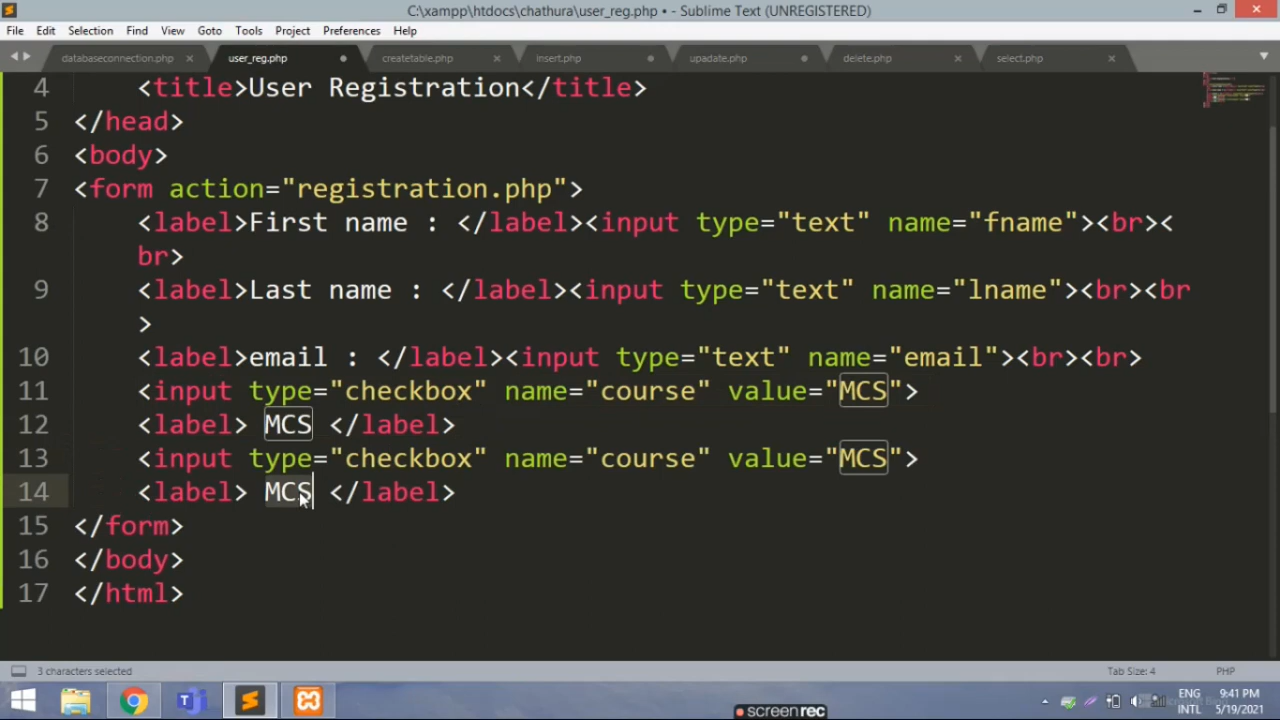 C:\xampp\htdocs\chathura\user_reg.php • - Sublime Text (UNREGISTERED)
File Edit Selection Find View Goto Tools Project Preferences Help
databaseconnection.php user_reg.php createtable.php insert.php upadate.php delete.php select.php
4 <title>User Registration</title>
5 </head>
6 <body>
7 <form action="registration.php">
8 <label>First name : </label><input type="text" name="fname"><br><
br>
9 <label>Last name : </label><input type="text" name="lname"><br><br
>
10 <label>email : </label><input type="text" name="email"><br><br>
11 <input type="checkbox" name="course" value="MCS">
12 <label> MCS </label>
13 <input type="checkbox" name="course" value="MCS">
14 <label> MCS </label>
15 </form>
16 </body>
17 </html>
3 characters selected Tab Size: 4 PHP
ENG 9:41 PM
INTL 5/19/2021
screenrec